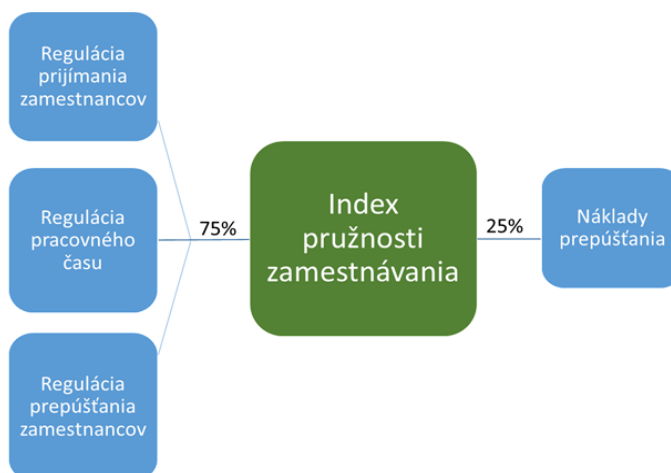 Regulácia
prijímania
zamestnancov
Regulácia
pracovného
času
Regulácia
prepúšťania
zamestnancov
75%
Index
pružnosti
zamestnávania
25%
Náklady
prepúšťania